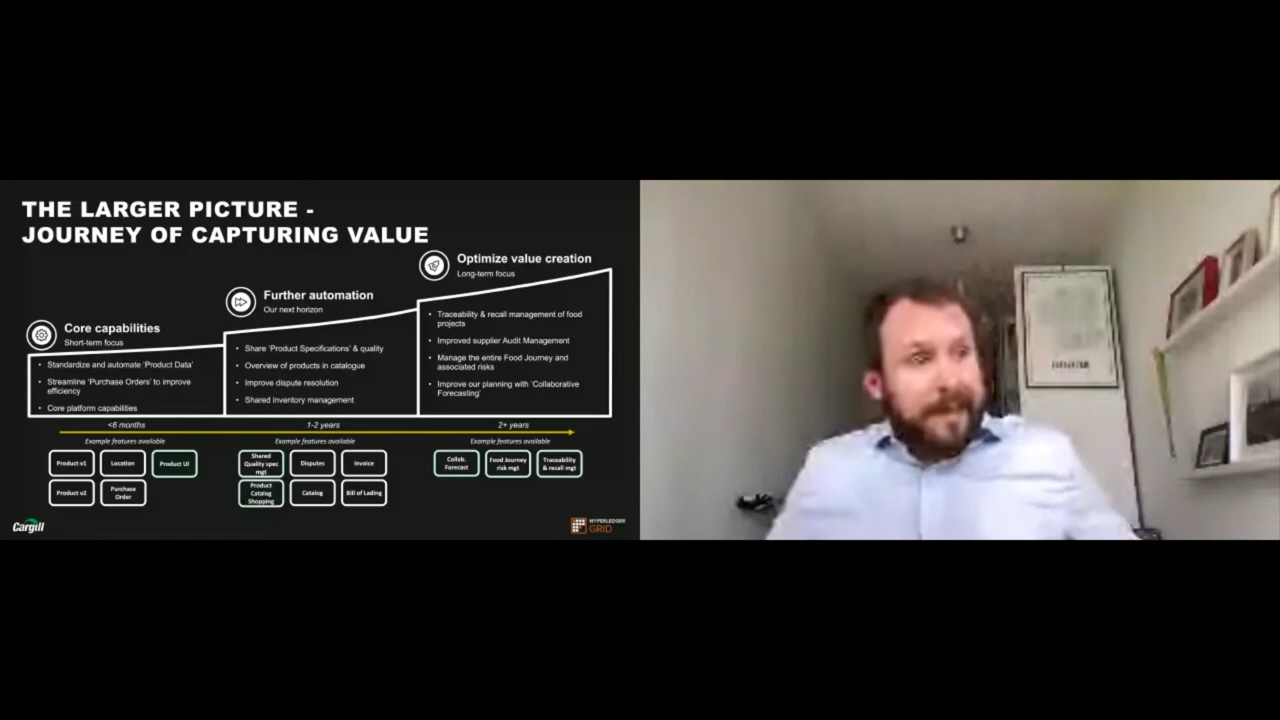 THE LARGER PICTURE -
JOURNEY OF CAPTURING VALUE
Core capabilities
Short-term focus
• Standardize and automate 'Product Data'
• Streamline 'Purchase Orders' to improve
efficiency
• Core platform capabilities
Further automation
Our next horizon
• Share 'Product Specifications' & quality
• Overview of products in catalogue
• Improve dispute resolution
• Shared inventory management
Optimize value creation
Long-term focus
• Traceability & recall management of food
projects
• Improved supplier Audit Management
• Manage the entire Food Journey and
associated risks
• Improve our planning with 'Collaborative
Forecasting'
<6 months
1-2 years
2+ years
Example features available
Example features available
Example features available
Product v1
Location
Product UI
Product v2
Purchase
Order
Shared
Quality spec
mgt
Disputes
Invoice
Product
Catalog
Shopping
Catalog
Bill of Lading
Collab.
Forecast
Food Journey
risk mgt
Traceability
& recall mgt
Cargill
HYPERLEDGER
GRID